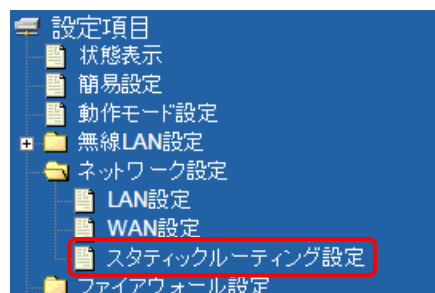 設定項目
状態表示
簡易設定
動作モード設定
無線LAN設定
ネットワーク設定
LAN設定
WAN設定
スタティックルーティング設定
ファイアウォール設定